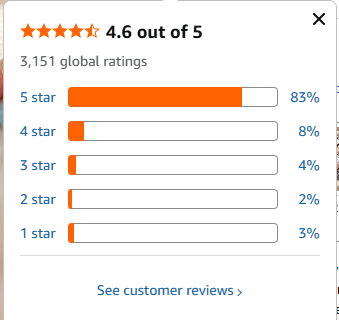 4.6 out of 5
3,151 global ratings
5 star 83%
4 star 8%
3 star 4%
2 star 2%
1 star 3%
See customer reviews ›